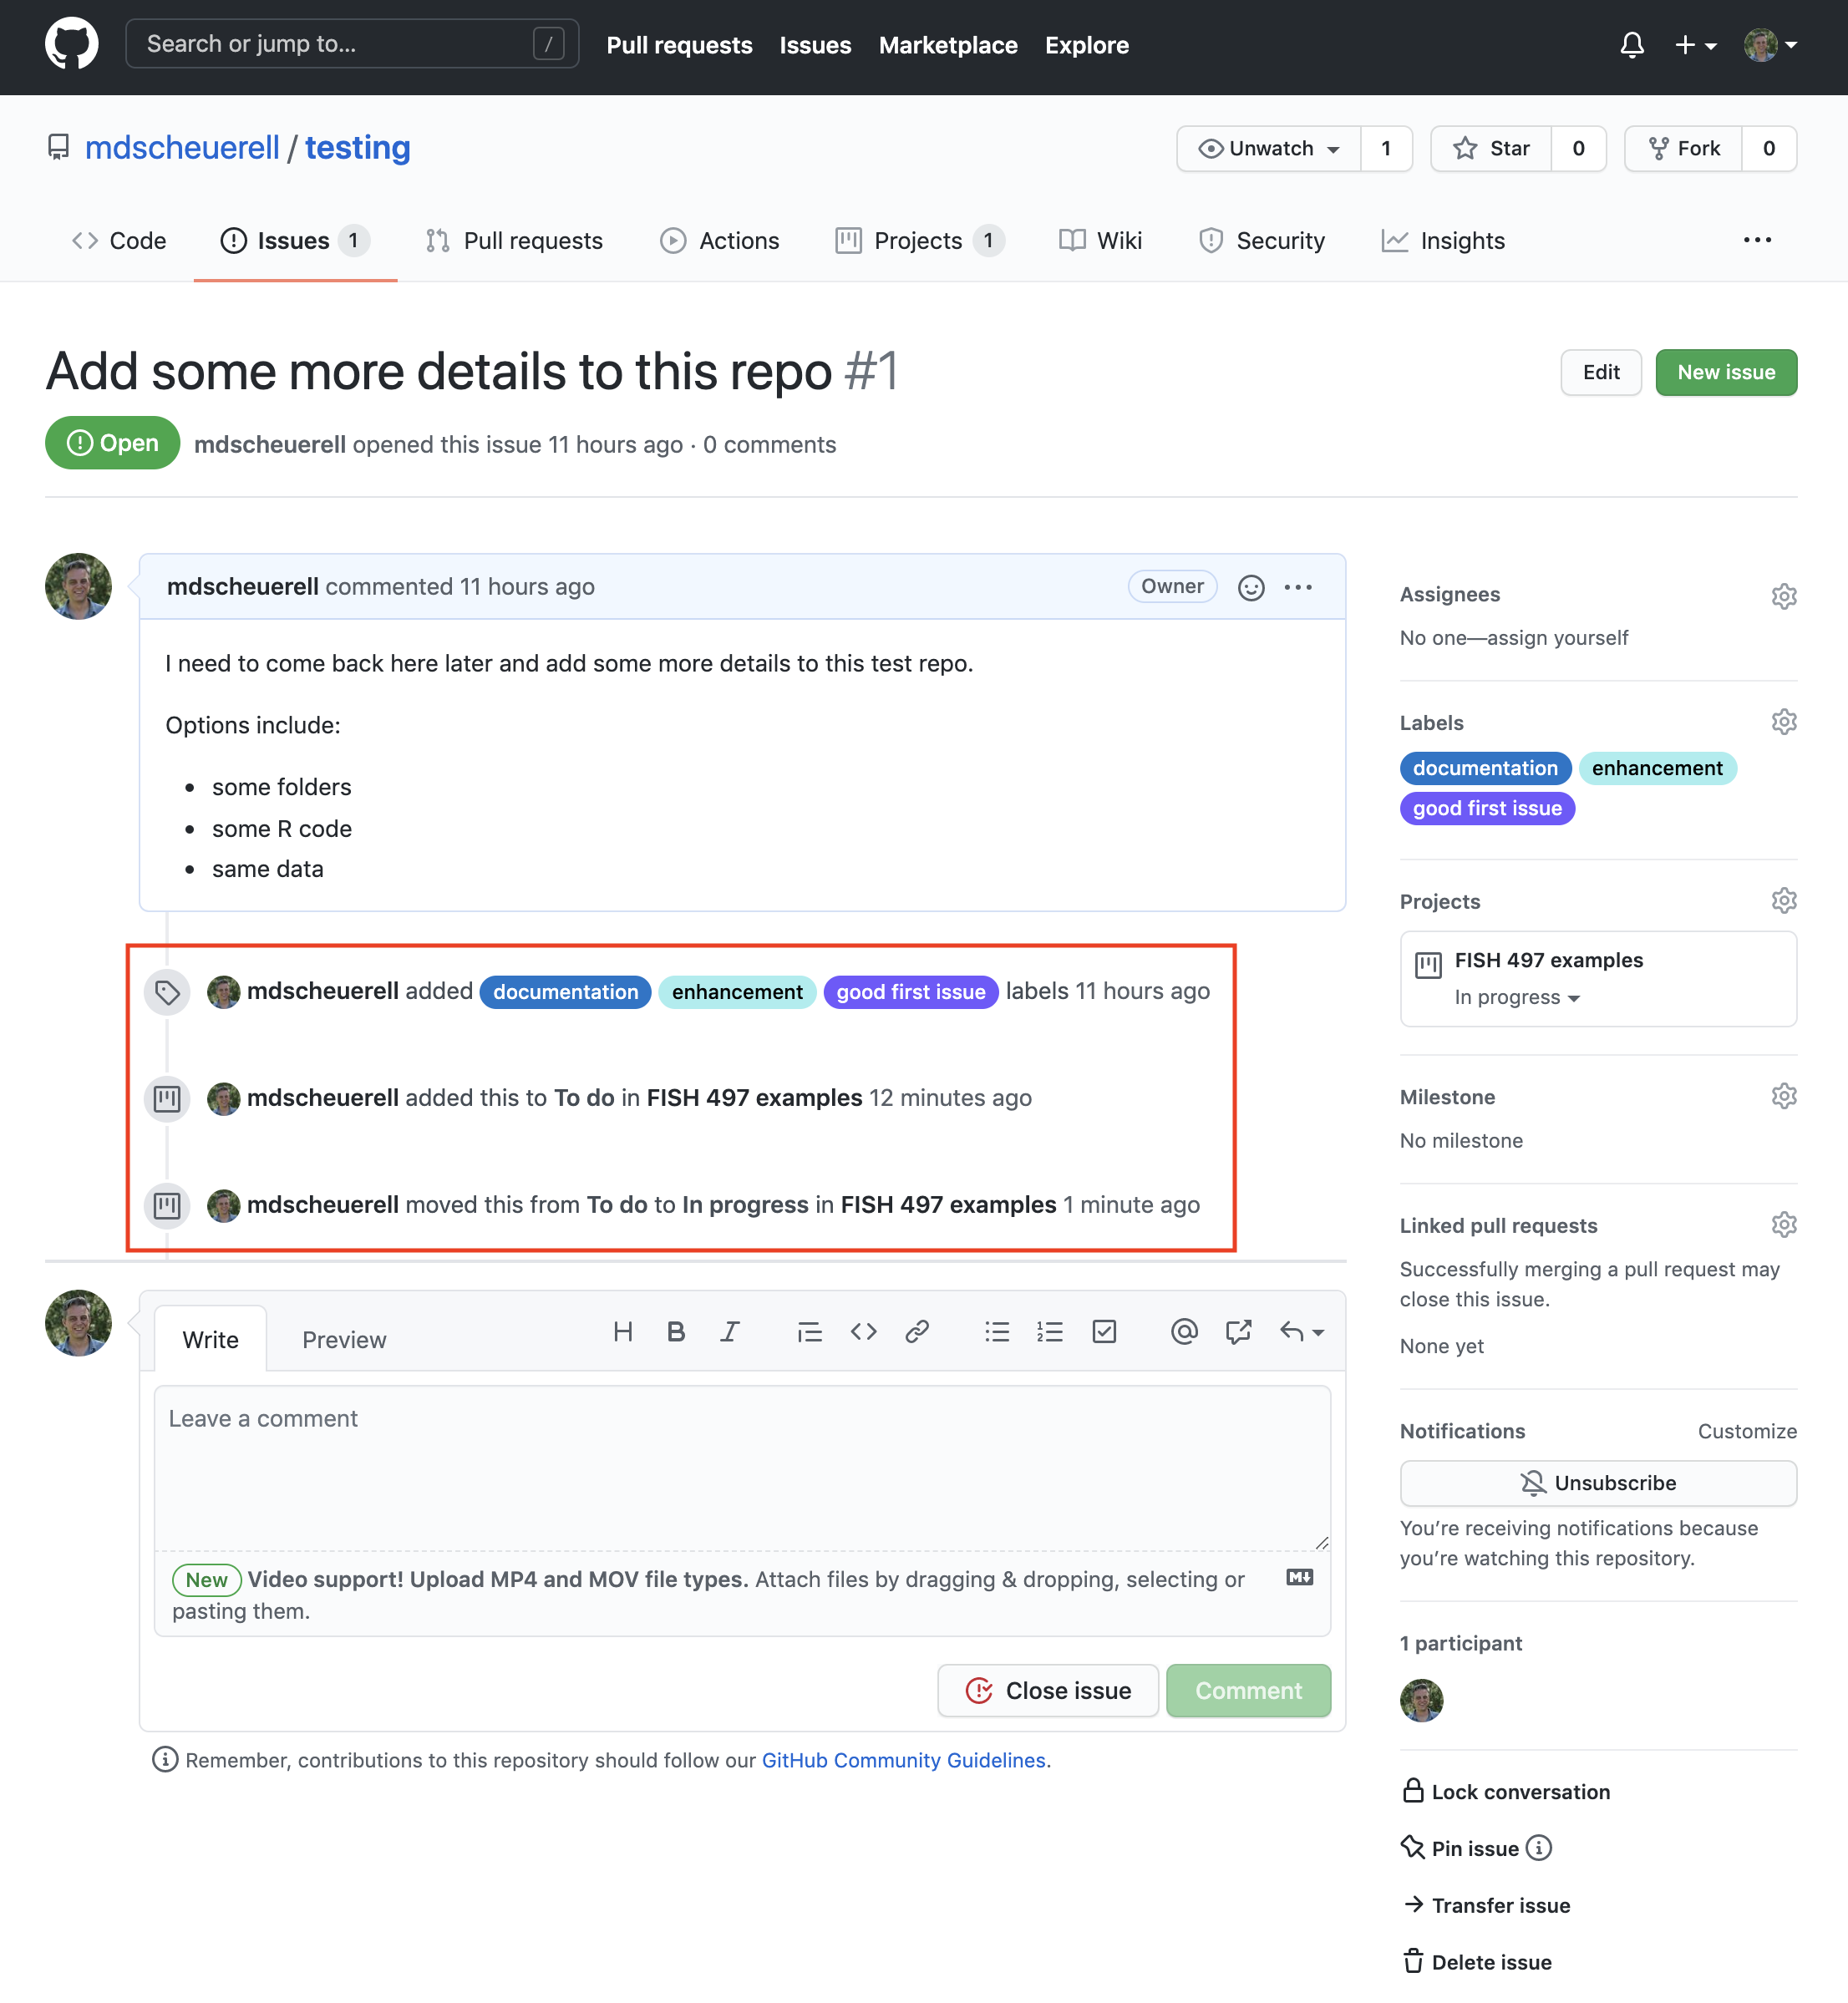 Search or jump to... / Pull requests Issues Marketplace Explore
mdscheuerell / testing Unwatch 1 Star 0 Fork 0
Code Issues 1 Pull requests Actions Projects 1 Wiki Security Insights
Add some more details to this repo #1 Edit New issue
Open mdscheuerell opened this issue 11 hours ago · 0 comments
mdscheuerell commented 11 hours ago Owner
I need to come back here later and add some more details to this test repo.
Options include:
• some folders
• some R code
• same data
mdscheuerell added documentation enhancement good first issue labels 11 hours ago
mdscheuerell added this to To do in FISH 497 examples 12 minutes ago
mdscheuerell moved this from To do to In progress in FISH 497 examples 1 minute ago
Write Preview
Leave a comment
New Video support! Upload MP4 and MOV file types. Attach files by dragging & dropping, selecting or
pasting them.
Close issue Comment
Remember, contributions to this repository should follow our GitHub Community Guidelines.
Assignees
No one—assign yourself
Labels
documentation enhancement
good first issue
Projects
FISH 497 examples
In progress
Milestone
No milestone
Linked pull requests
Successfully merging a pull request may
close this issue.
None yet
Notifications Customize
Unsubscribe
You’re receiving notifications because
you’re watching this repository.
1 participant
Lock conversation
Pin issue
Transfer issue
Delete issue